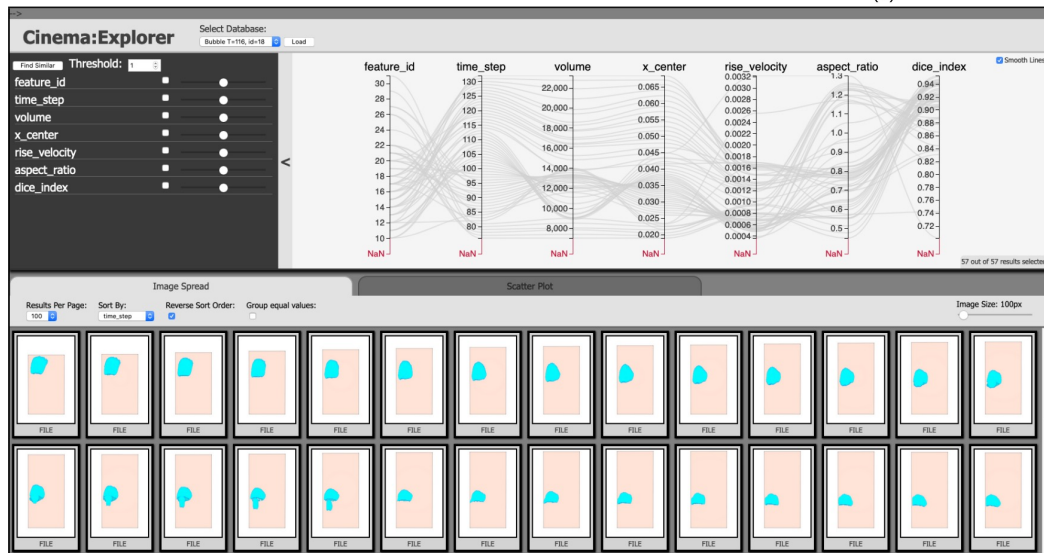 -->
Cinema:Explorer
Select Database:
Bubble T=116, id=18 Load
Find Similar Threshold: 1
feature_id
time_step
volume
x_center
rise_velocity
aspect_ratio
dice_index
<
feature_id time_step volume x_center rise_velocity aspect_ratio dice_index
Smooth Lines
30 28 26 24 22 20 18 16 14 12 10 NaN
130 125 120 115 110 105 100 95 90 85 80 NaN
22,000 20,000 18,000 16,000 14,000 12,000 10,000 8,000 NaN
0.065 0.060 0.055 0.050 0.045 0.040 0.035 0.030 0.025 0.020 NaN
0.0032 0.0030 0.0028 0.0026 0.0024 0.0022 0.0020 0.0018 0.0016 0.0014 0.0012 0.0010 0.0008 0.0006 0.0004 NaN
1.3 1.2 1.1 1.0 0.9 0.8 0.7 0.6 0.5 NaN
0.94 0.92 0.90 0.88 0.86 0.84 0.82 0.80 0.78 0.76 0.74 0.72 NaN
57 out of 57 results selected
Image Spread Scatter Plot
Results Per Page: Sort By: Reverse Sort Order: Group equal values: Image Size: 100px
100 time_step
FILE FILE FILE FILE FILE FILE FILE FILE FILE FILE FILE FILE FILE FILE
FILE FILE FILE FILE FILE FILE FILE FILE FILE FILE FILE FILE FILE FILE